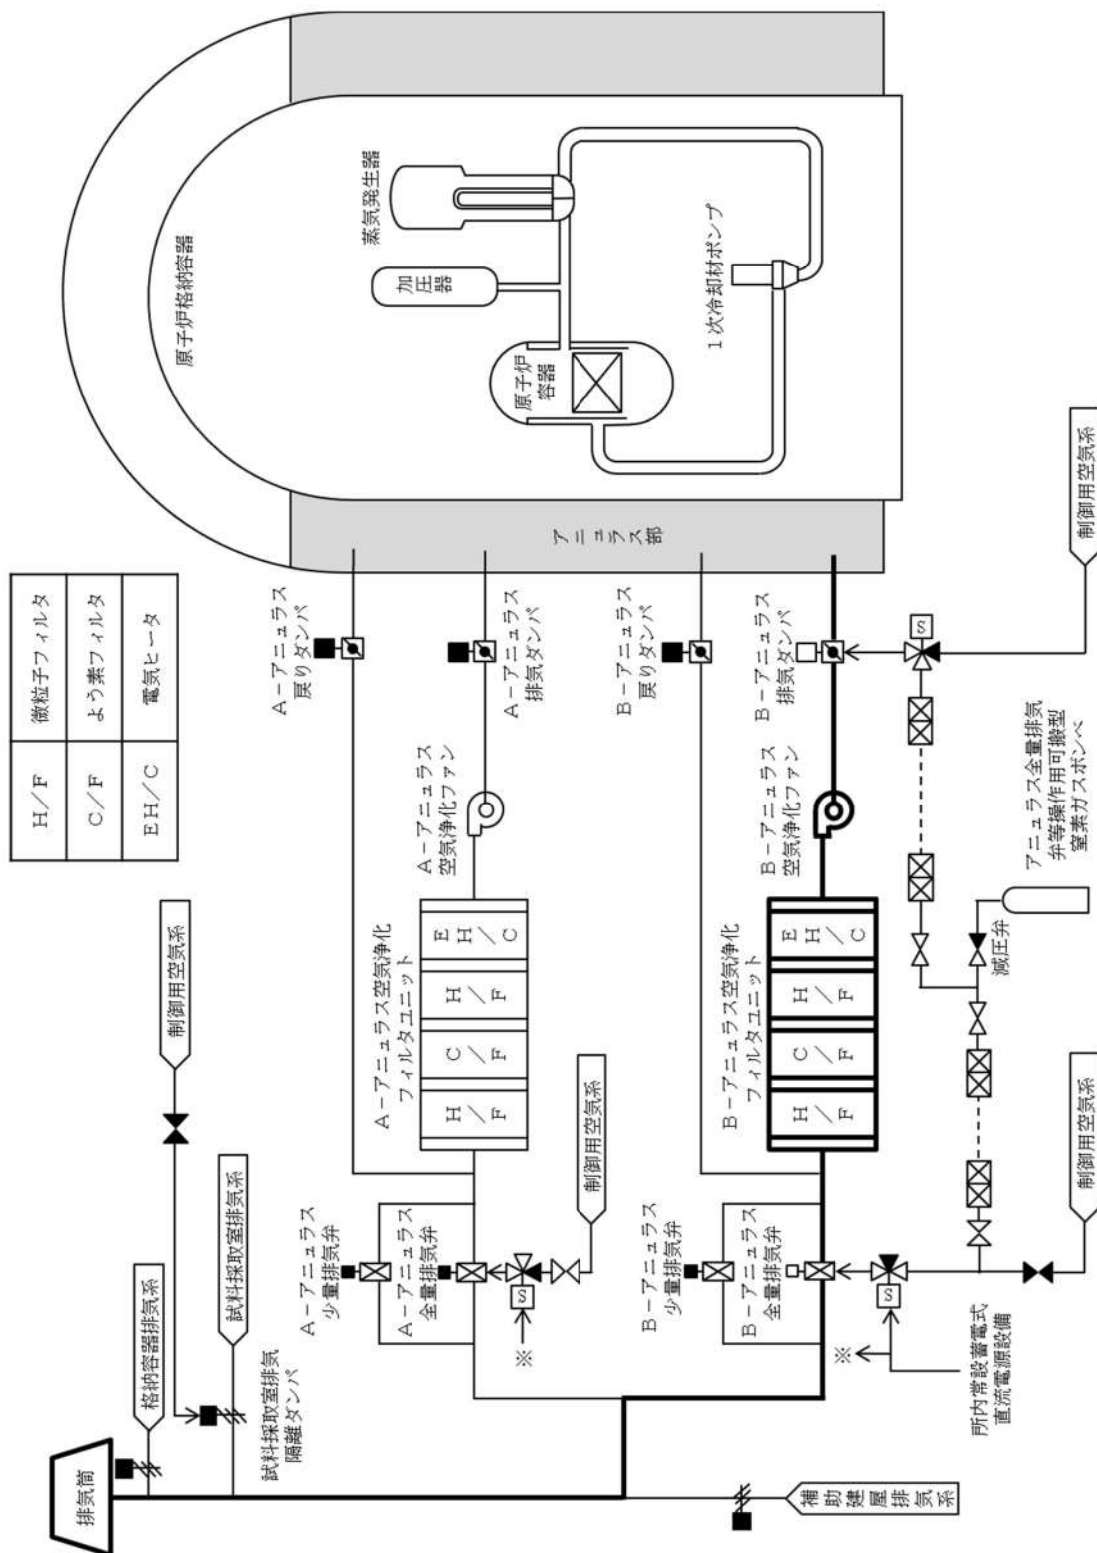 原子炉格納容器
蒸気発生器
加圧器
原子炉
容器
1次冷却材ポンプ
アニュラス部
H/F 微粒子フィルタ
C/F よう素フィルタ
EH/C 電気ヒータ
A-アニュラス
戻りダンパ
A-アニュラス
排気ダンパ
B-アニュラス
戻りダンパ
B-アニュラス
排気ダンパ
S
制御用空気系
A-アニュラス
空気浄化ファン
B-アニュラス
空気浄化ファン
アニュラス全量排気
弁等操作用可搬型
窒素ガスボンベ
減圧弁
制御用空気系
A-アニュラス空気浄化
フィルタユニット
H/F
C/F
H/F
EH/C
B-アニュラス空気浄化
フィルタユニット
H/F
C/F
H/F
EH/C
制御用空気系
制御用空気系
A-アニュラス
少量排気弁
A-アニュラス
全量排気弁
S
※
B-アニュラス
少量排気弁
B-アニュラス
全量排気弁
S
※
所内常設蓄電式
直流電源設備
排気筒
格納容器排気系
試料採取室排気系
試料採取室排気
隔離ダンパ
補助建屋排気系